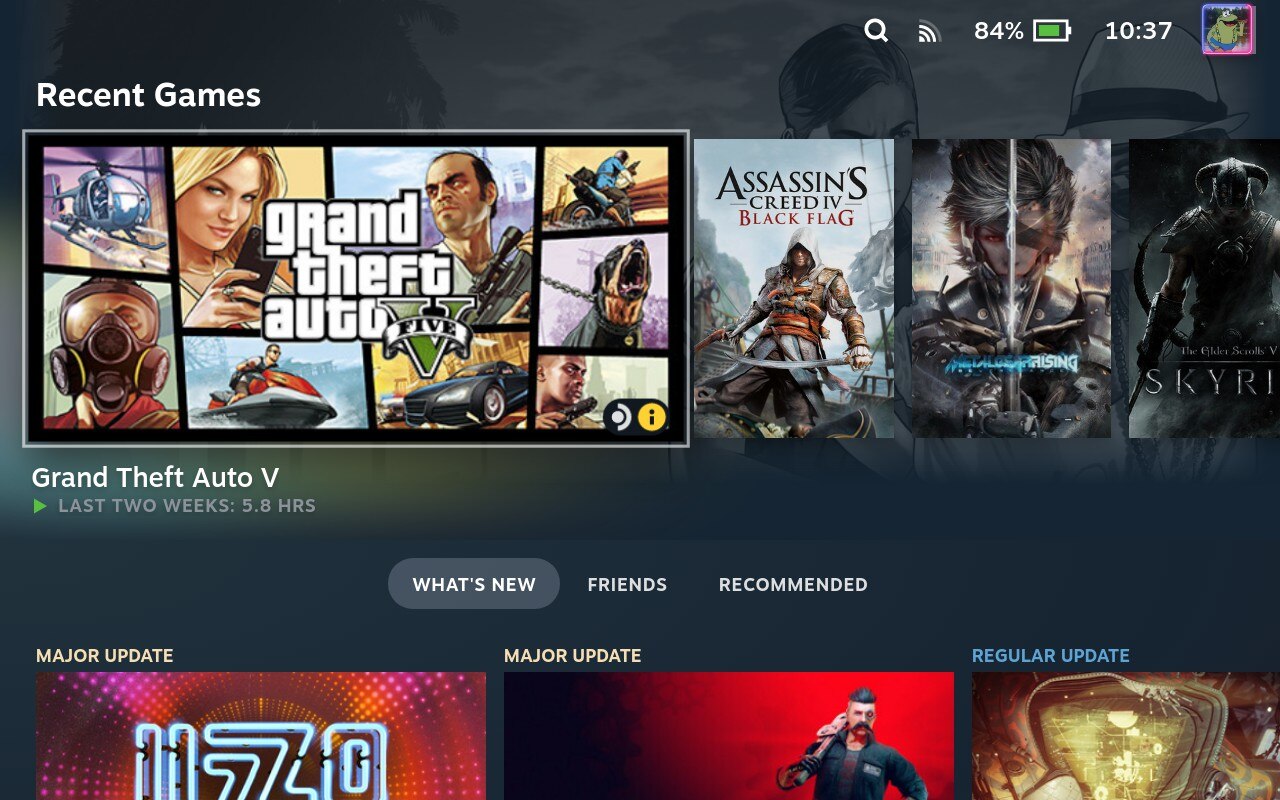 84%
10:37
Recent Games
grand
theft
auto
FIVE
ASSASSIN'S
CREED IV
BLACK FLAG
METAL GEAR RISING
The Elder Scrolls V
SKYRI
Grand Theft Auto V
LAST TWO WEEKS: 5.8 HRS
WHAT'S NEW
FRIENDS
RECOMMENDED
MAJOR UPDATE
MAJOR UPDATE
REGULAR UPDATE